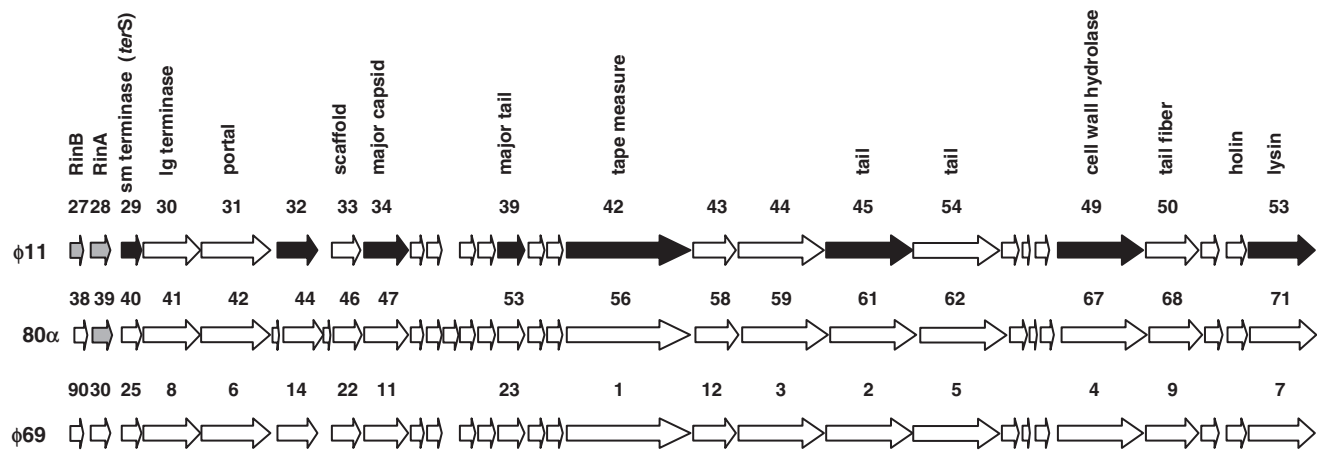 RinB
RinA
sm terminase (terS)
lg terminase
portal
scaffold
major capsid
major tail
tape measure
tail
tail
cell wall hydrolase
tail fiber
holin
lysin
27 28 29 30 31 32 33 34 39 42 43 44 45 54 49 50 53
ϕ11
38 39 40 41 42 44 46 47 53 56 58 59 61 62 67 68 71
80α
90 30 25 8 6 14 22 11 23 1 12 3 2 5 4 9 7
ϕ69